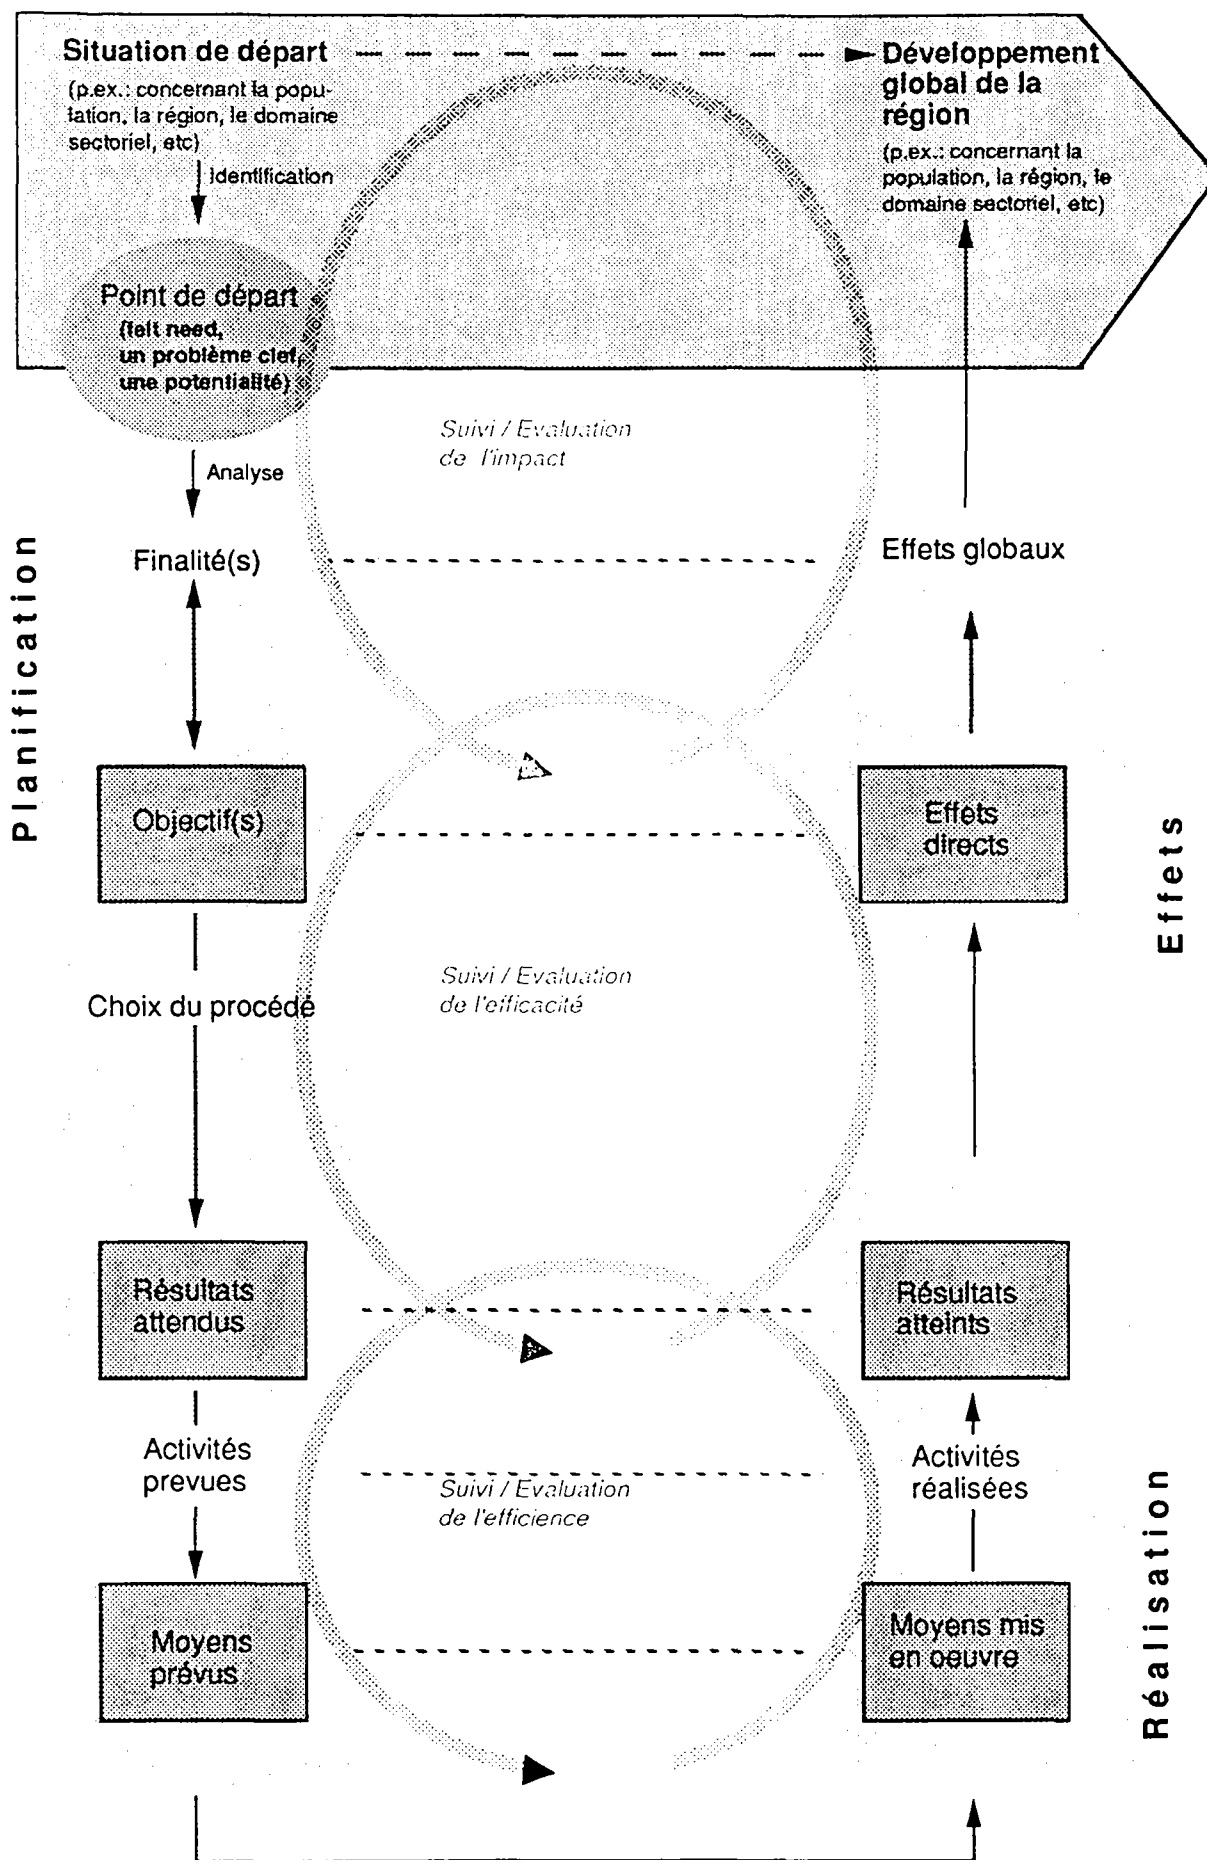 Situation de départ
(p.ex.: concernant la popu-
lation, la région, le domaine
sectoriel, etc)
Identification
Point de départ
(felt need,
un problème clef,
une potentialité)
Analyse
Développement
global de la
région
(p.ex.: concernant la
population, la région, le
domaine sectoriel, etc)
Suivi / Evaluation
de l'impact
Planification
Finalité(s)
Effets globaux
Objectif(s)
Effets
directs
Effets
Suivi / Evaluation
de l'efficacité
Choix du procédé
Résultats
attendus
Résultats
atteints
Activités
prevues
Suivi / Evaluation
de l'efficience
Activités
réalisées
Réalisation
Moyens
prévus
Moyens mis
en oeuvre